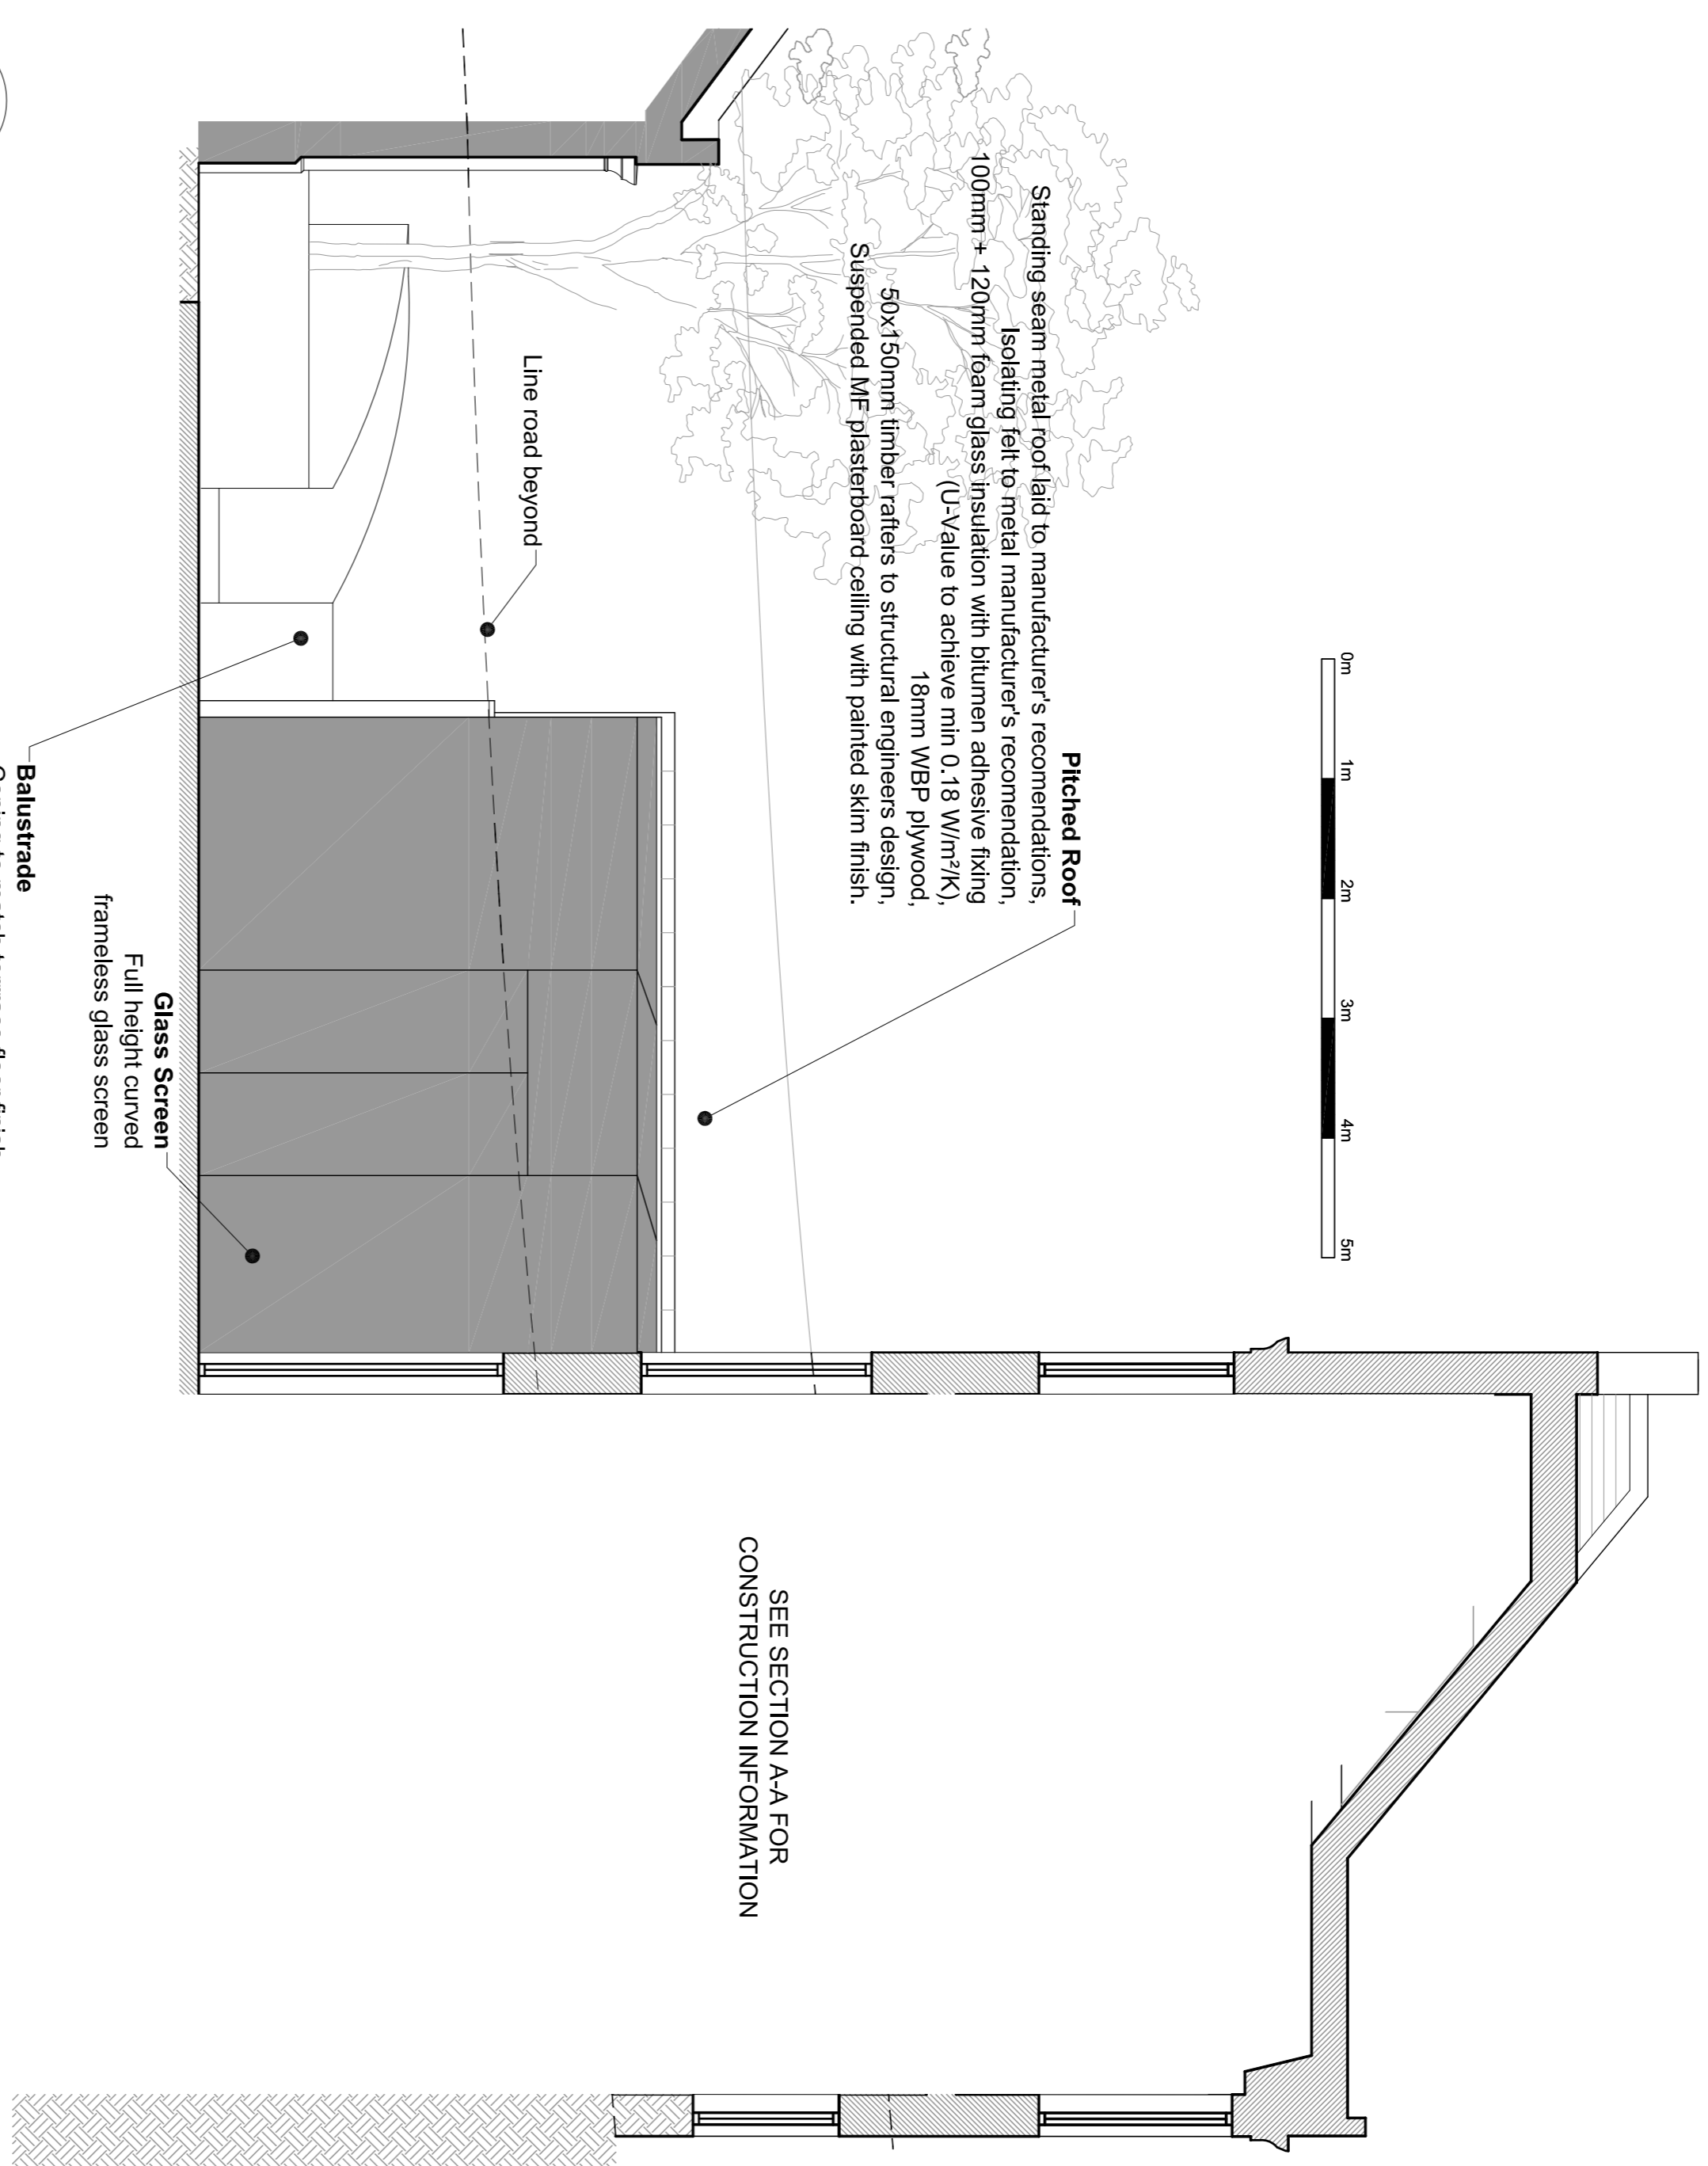 0m 1m 2m 3m 4m 5m
Pitched Roof
Standing seam metal roof laid to manufacturer's recomendations,
Isolating felt to metal manufacturer's recomendation,
100mm + 120mm foam glass insulation with bitumen adhesive fixing
(U-Value to achieve min 0.18 W/m²/K),
18mm WBP plywood,
50x150mm timber rafters to structural engineers design,
Suspended MF plasterboard ceiling with painted skim finish.
SEE SECTION A-A FOR
CONSTRUCTION INFORMATION
Line road beyond
Glass Screen
Full height curved
frameless glass screen
Balustrade